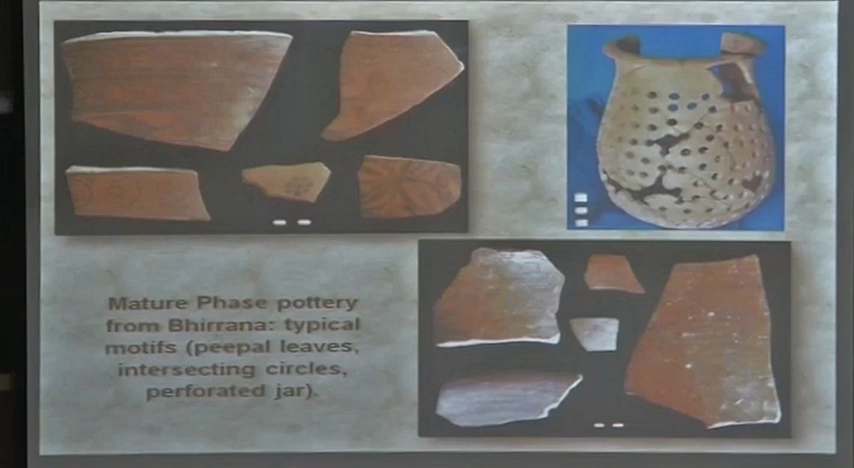 Mature Phase pottery
from Bhirrana: typical
motifs (peepal leaves,
intersecting circles,
perforated jar).